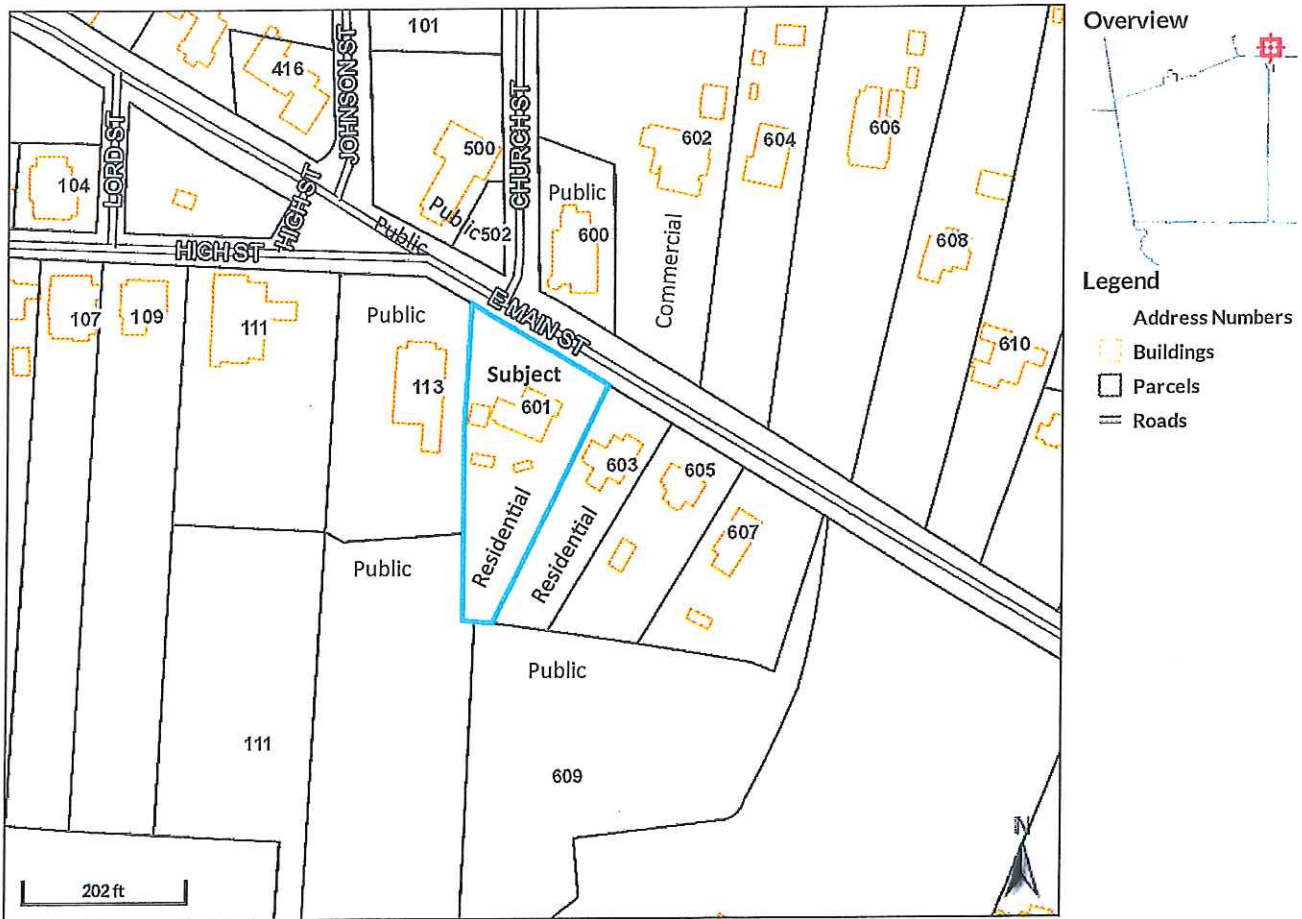 101
416
JOHNSON ST
CHURCH ST
LORD ST
104
HIGH ST
500
Public
502
Public
Public
600
602
604
606
Commercial
608
610
HIGH ST
E MAIN ST
107
109
111
Public
113
Subject
601
Residential
603
Residential
605
607
Public
Public
111
609
202 ft
N
Overview
Legend
Address Numbers
Buildings
Parcels
Roads